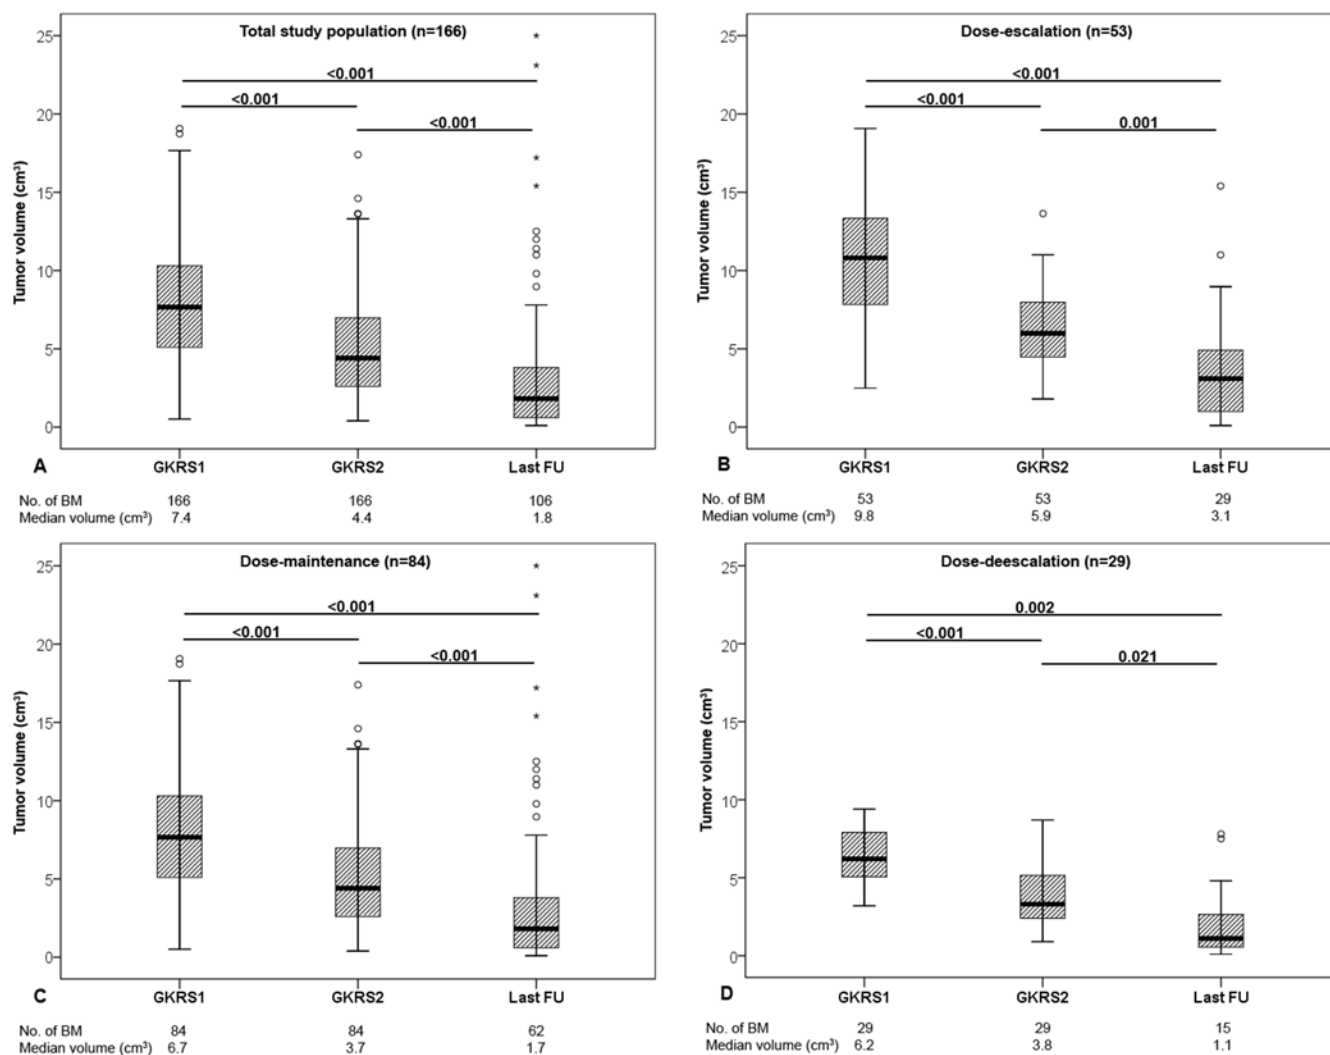 Total study population (n=166)
Tumor volume (cm³)
25
20
15
10
5
0
<0.001
<0.001
<0.001
A
GKRS1 GKRS2 Last FU
No. of BM 166 166 106
Median volume (cm³) 7.4 4.4 1.8
Dose-escalation (n=53)
Tumor volume (cm³)
25
20
15
10
5
0
<0.001
<0.001
0.001
B
GKRS1 GKRS2 Last FU
No. of BM 53 53 29
Median volume (cm³) 9.8 5.9 3.1
Dose-maintenance (n=84)
Tumor volume (cm³)
25
20
15
10
5
0
<0.001
<0.001
<0.001
C
GKRS1 GKRS2 Last FU
No. of BM 84 84 62
Median volume (cm³) 6.7 3.7 1.7
Dose-deescalation (n=29)
Tumor volume (cm³)
25
20
15
10
5
0
0.002
<0.001
0.021
D
GKRS1 GKRS2 Last FU
No. of BM 29 29 15
Median volume (cm³) 6.2 3.8 1.1